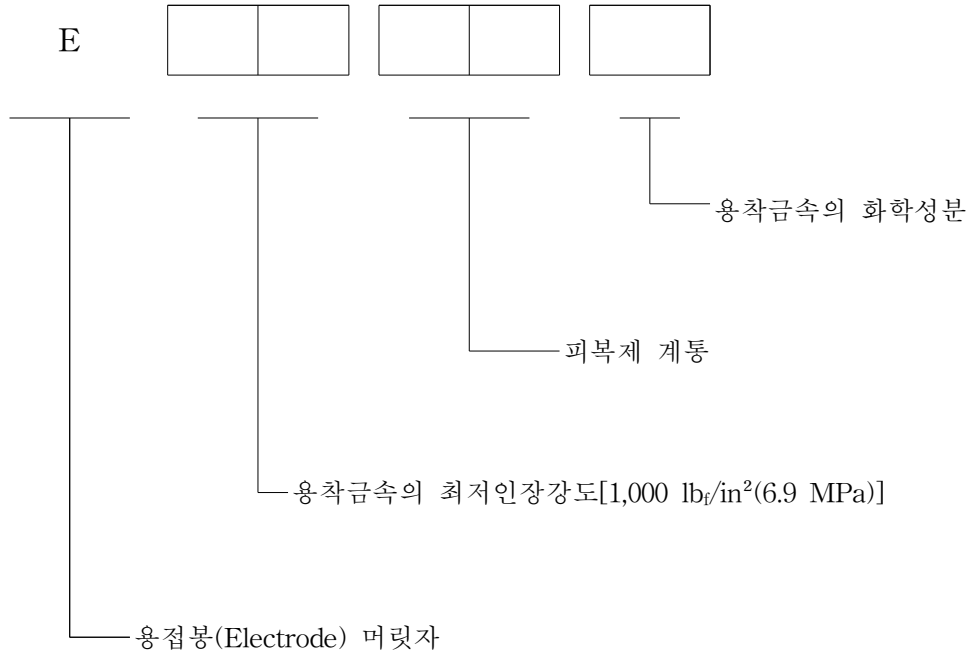 E
용착금속의 화학성분
피복제 계통
용착금속의 최저인장강도[1,000 lbf/in²(6.9 MPa)]
용접봉(Electrode) 머릿자